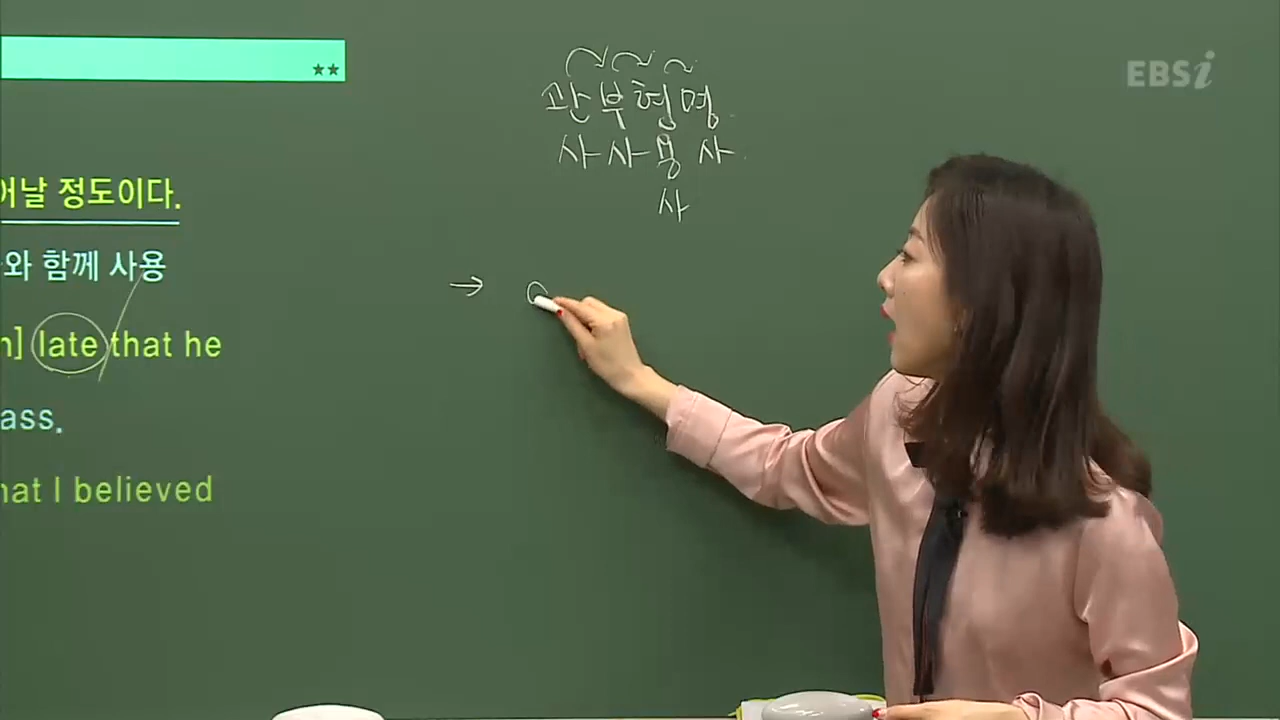 ★★
EBSi
관 부 형 명
사 사 용 사
사
어날 정도이다.
와 함께 사용
→
n] late that he
ass.
hat I believed